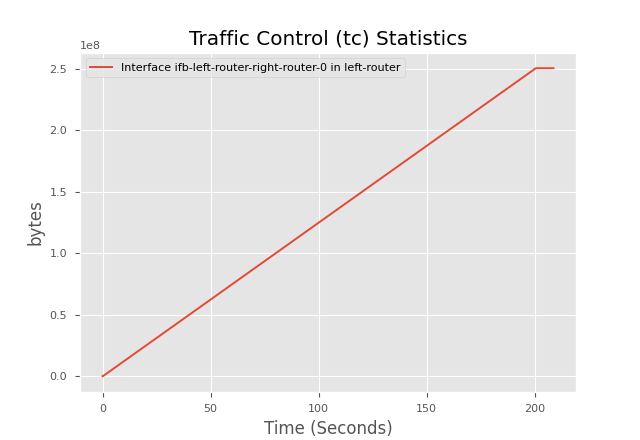 Traffic Control (tc) Statistics
1e8
Interface ifb-left-router-right-router-0 in left-router
2.5
2.0
1.5
1.0
0.5
0.0
bytes
0 50 100 150 200
Time (Seconds)